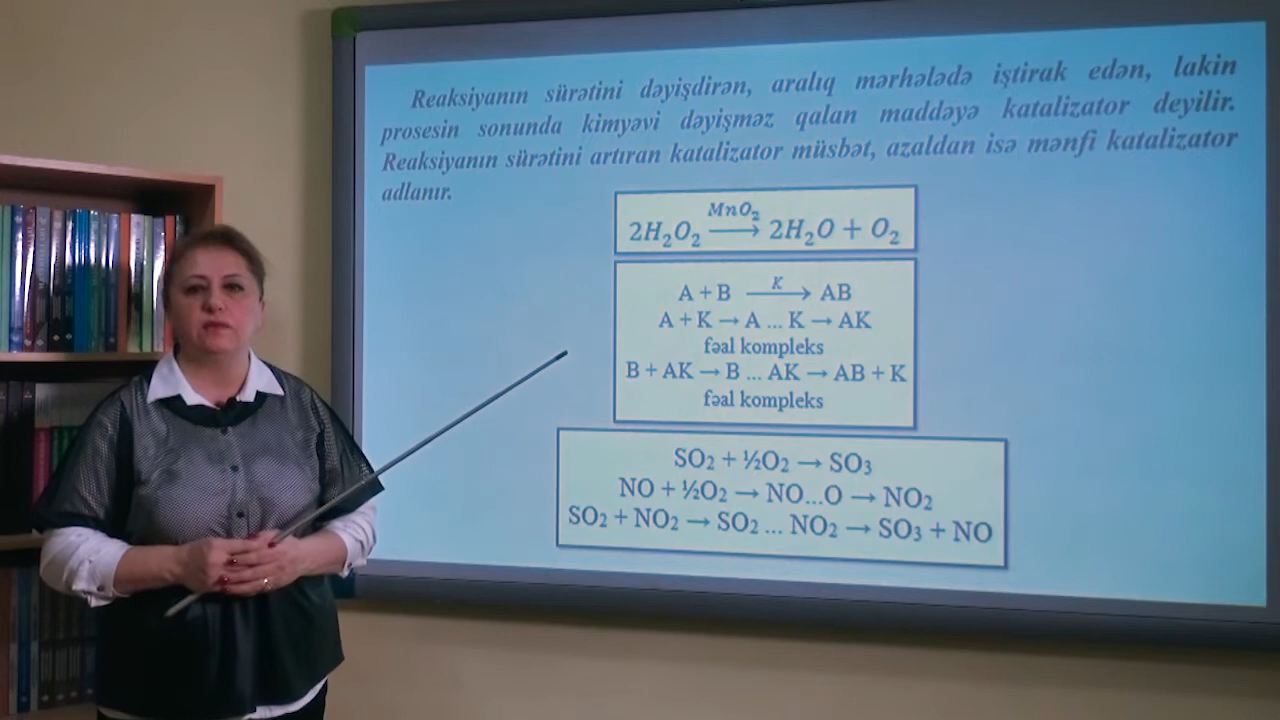 Reaksiyanın sürətini dəyişdirən, aralıq mərhələdə iştirak edən, lakin
prosesin sonunda kimyəvi dəyişməz qalan maddəyə katalizator deyilir.
Reaksiyanın sürətini artıran katalizator müsbət, azaldan isə mənfi katalizator
adlanır.
MnO₂
2H₂O₂ ⟶ 2H₂O + O₂
K
A + B ⟶ AB
A + K → A ... K → AK
fəal kompleks
B + AK → B ... AK → AB + K
fəal kompleks
SO₂ + ½O₂ → SO₃
NO + ½O₂ → NO...O → NO₂
SO₂ + NO₂ → SO₂ ... NO₂ → SO₃ + NO